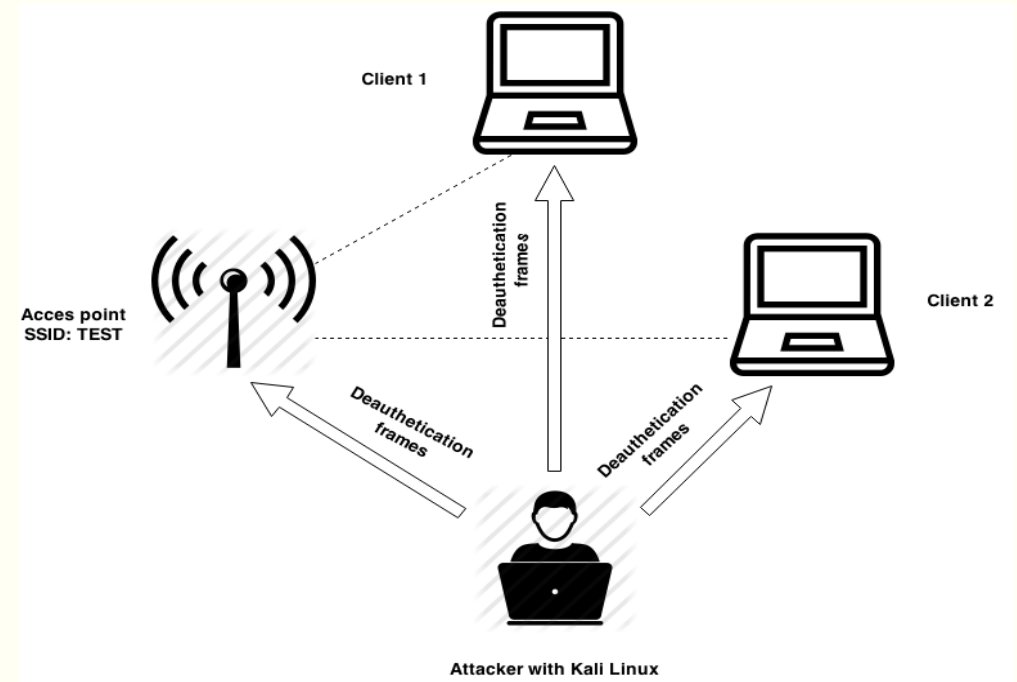 Client 1
Deauthetication
frames
Client 2
Acces point
SSID: TEST
Deauthetication
frames
Deauthetication
frames
Attacker with Kali Linux